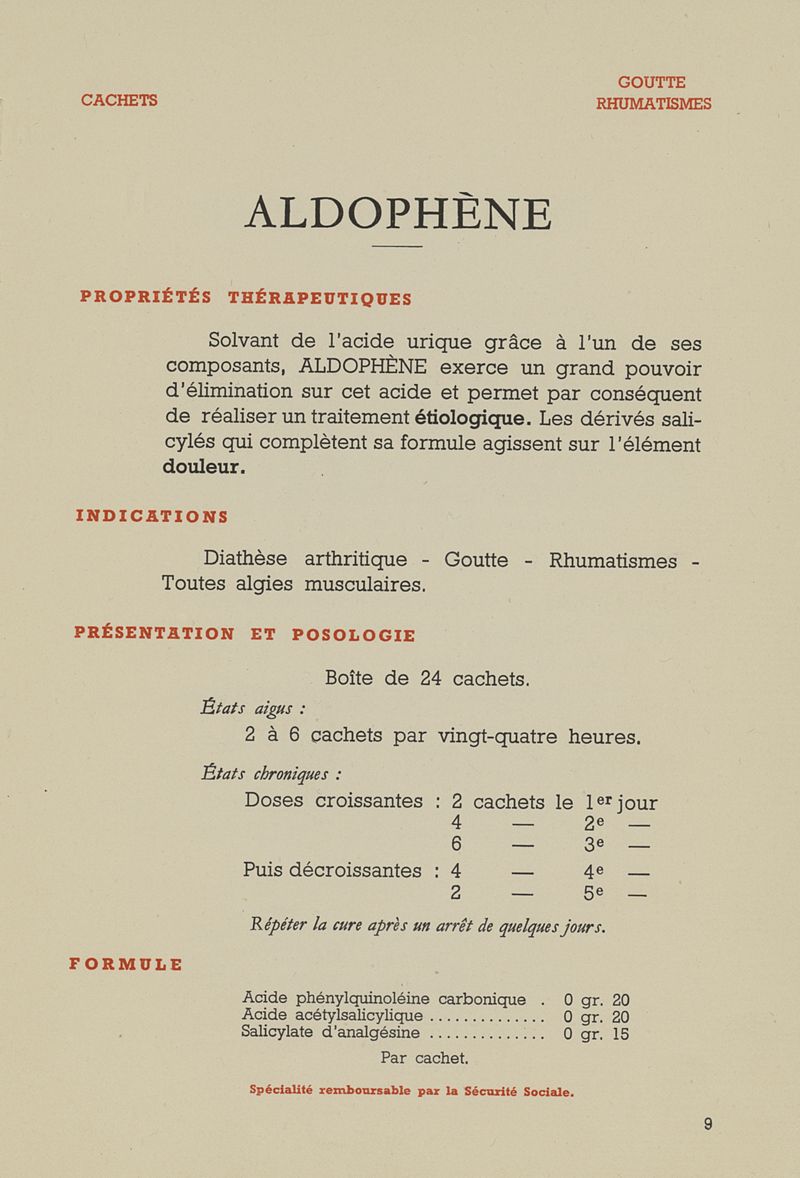 CACHETS
GOUTTE
RHUMATISMES
ALDOPHÈNE
PROPRIÉTÉS THÉRAPEUTIQUES
Solvant de l'acide urique grâce à l'un de ses
composants, ALDOPHÈNE exerce un grand pouvoir
d'élimination sur cet acide et permet par conséquent
de réaliser un traitement étiologique. Les dérivés sali-
cylés qui complètent sa formule agissent sur l'élément
douleur.
INDICATIONS
Diathèse arthritique - Goutte - Rhumatismes -
Toutes algies musculaires.
PRÉSENTATION ET POSOLOGIE
Boîte de 24 cachets.
États aigus :
2 à 6 cachets par vingt-quatre heures.
États chroniques :
Doses croissantes : 2 cachets le 1er jour
4 — 2e —
6 — 3e —
Puis décroissantes : 4 — 4e —
2 — 5e —
Répéter la cure après un arrêt de quelques jours.
FORMULE
Acide phénylquinoléine carbonique . 0 gr. 20
Acide acétylsalicylique .............. 0 gr. 20
Salicylate d'analgésine .............. 0 gr. 15
Par cachet.
Spécialité remboursable par la Sécurité Sociale.
9